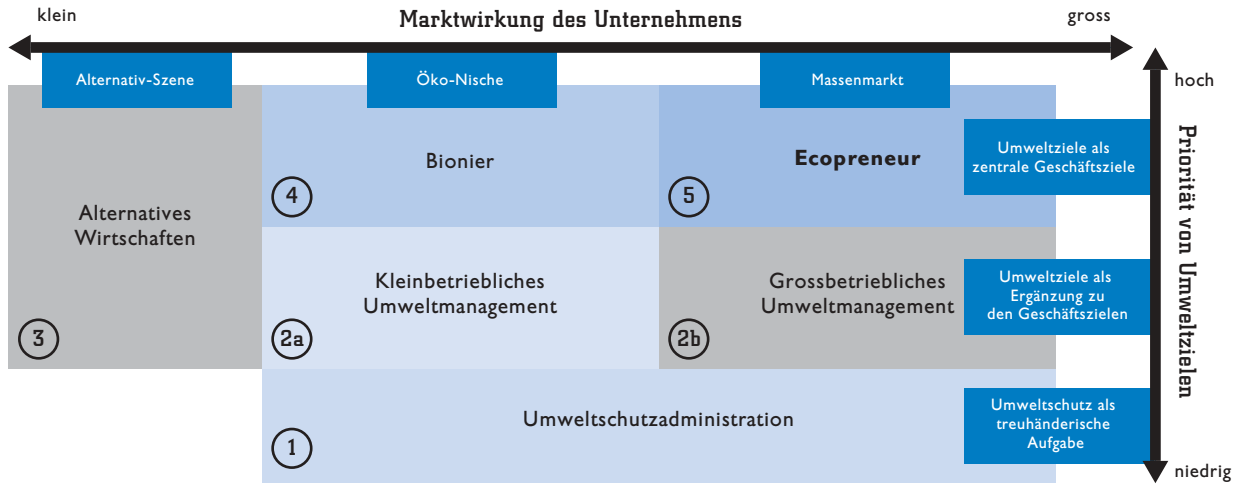 klein
Marktwirkung des Unternehmens
gross
Alternativ-Szene
Öko-Nische
Massenmarkt
hoch
Bionier
4
Ecopreneur
5
Umweltziele als
zentrale Geschäftsziele
Alternatives
Wirtschaften
3
Kleinbetriebliches
Umweltmanagement
2a
Grossbetriebliches
Umweltmanagement
2b
Umweltziele als
Ergänzung zu
den Geschäftszielen
Priorität von Umweltzielen
Umweltschutzadministration
1
Umweltschutz als
treuhänderische
Aufgabe
niedrig